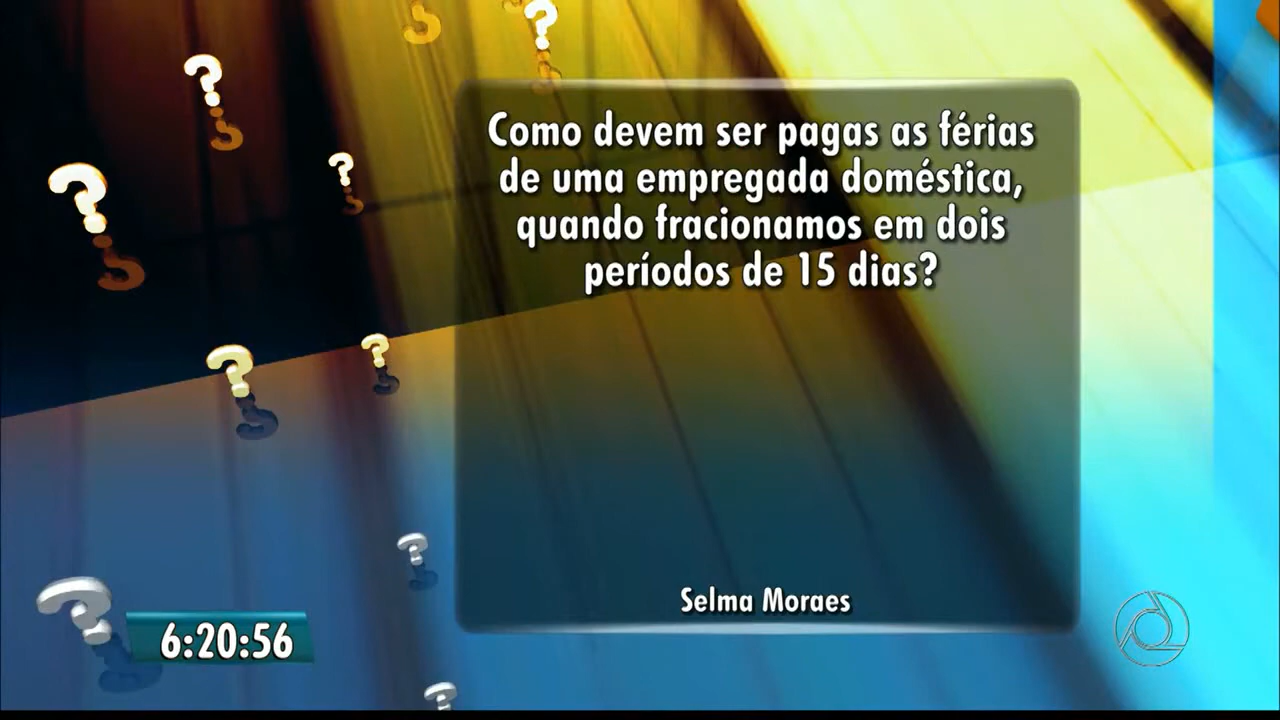 Como devem ser pagas as férias
de uma empregada doméstica,
quando fracionamos em dois
períodos de 15 dias?
Selma Moraes
6:20:56